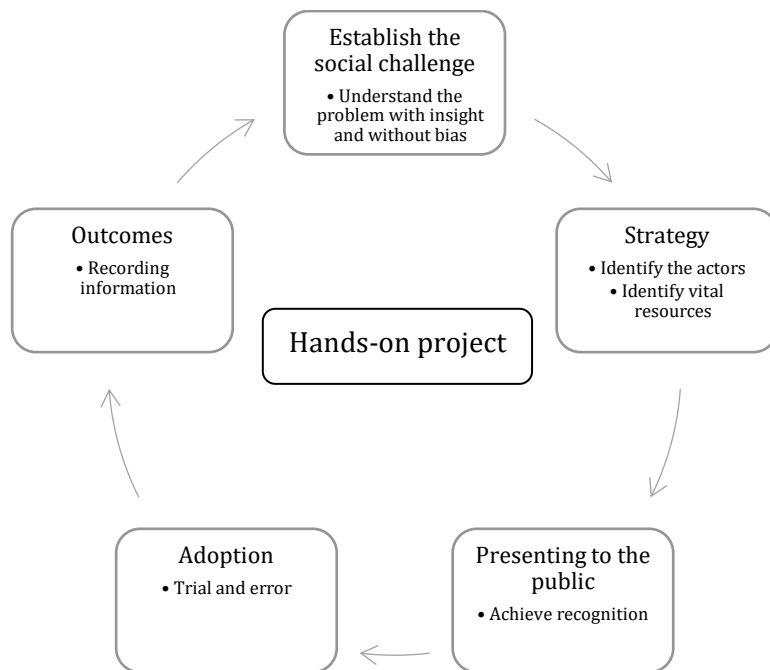 Establish the
social challenge
• Understand the
problem with insight
and without bias
Strategy
• Identify the actors
• Identify vital
resources
Presenting to the
public
• Achieve recognition
Adoption
• Trial and error
Outcomes
• Recording
information
Hands-on project